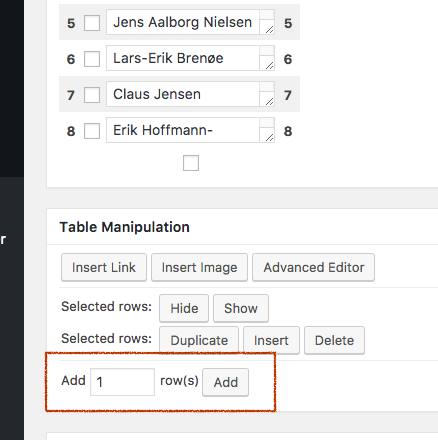 5 Jens Aalborg Nielsen 5
6 Lars-Erik Brenøe 6
7 Claus Jensen 7
8 Erik Hoffmann- 8
r
Table Manipulation
Insert Link Insert Image Advanced Editor
Selected rows: Hide Show
Selected rows: Duplicate Insert Delete
Add 1 row(s) Add